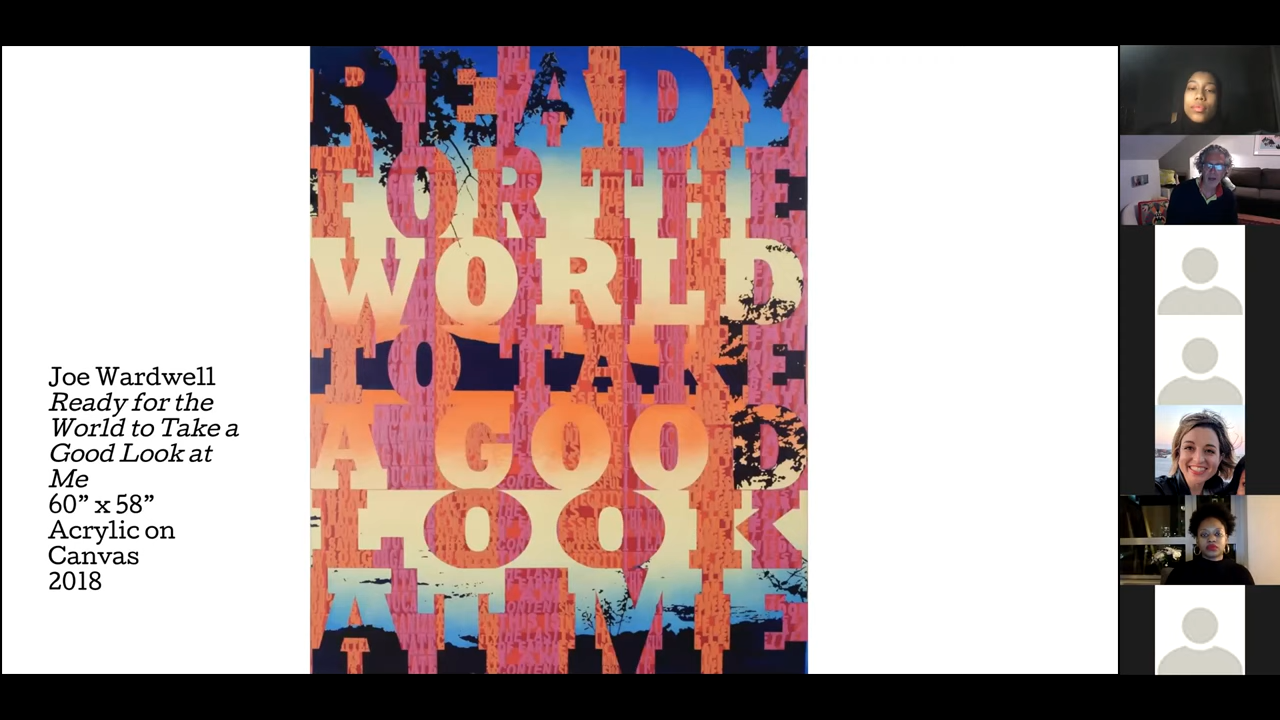 Joe Wardwell
Ready for the
World to Take a
Good Look at
Me
60” x 58”
Acrylic on
Canvas
2018
READY
FOR THE
WORLD
TO TAKE
A GOOD
LOOK
AT ME